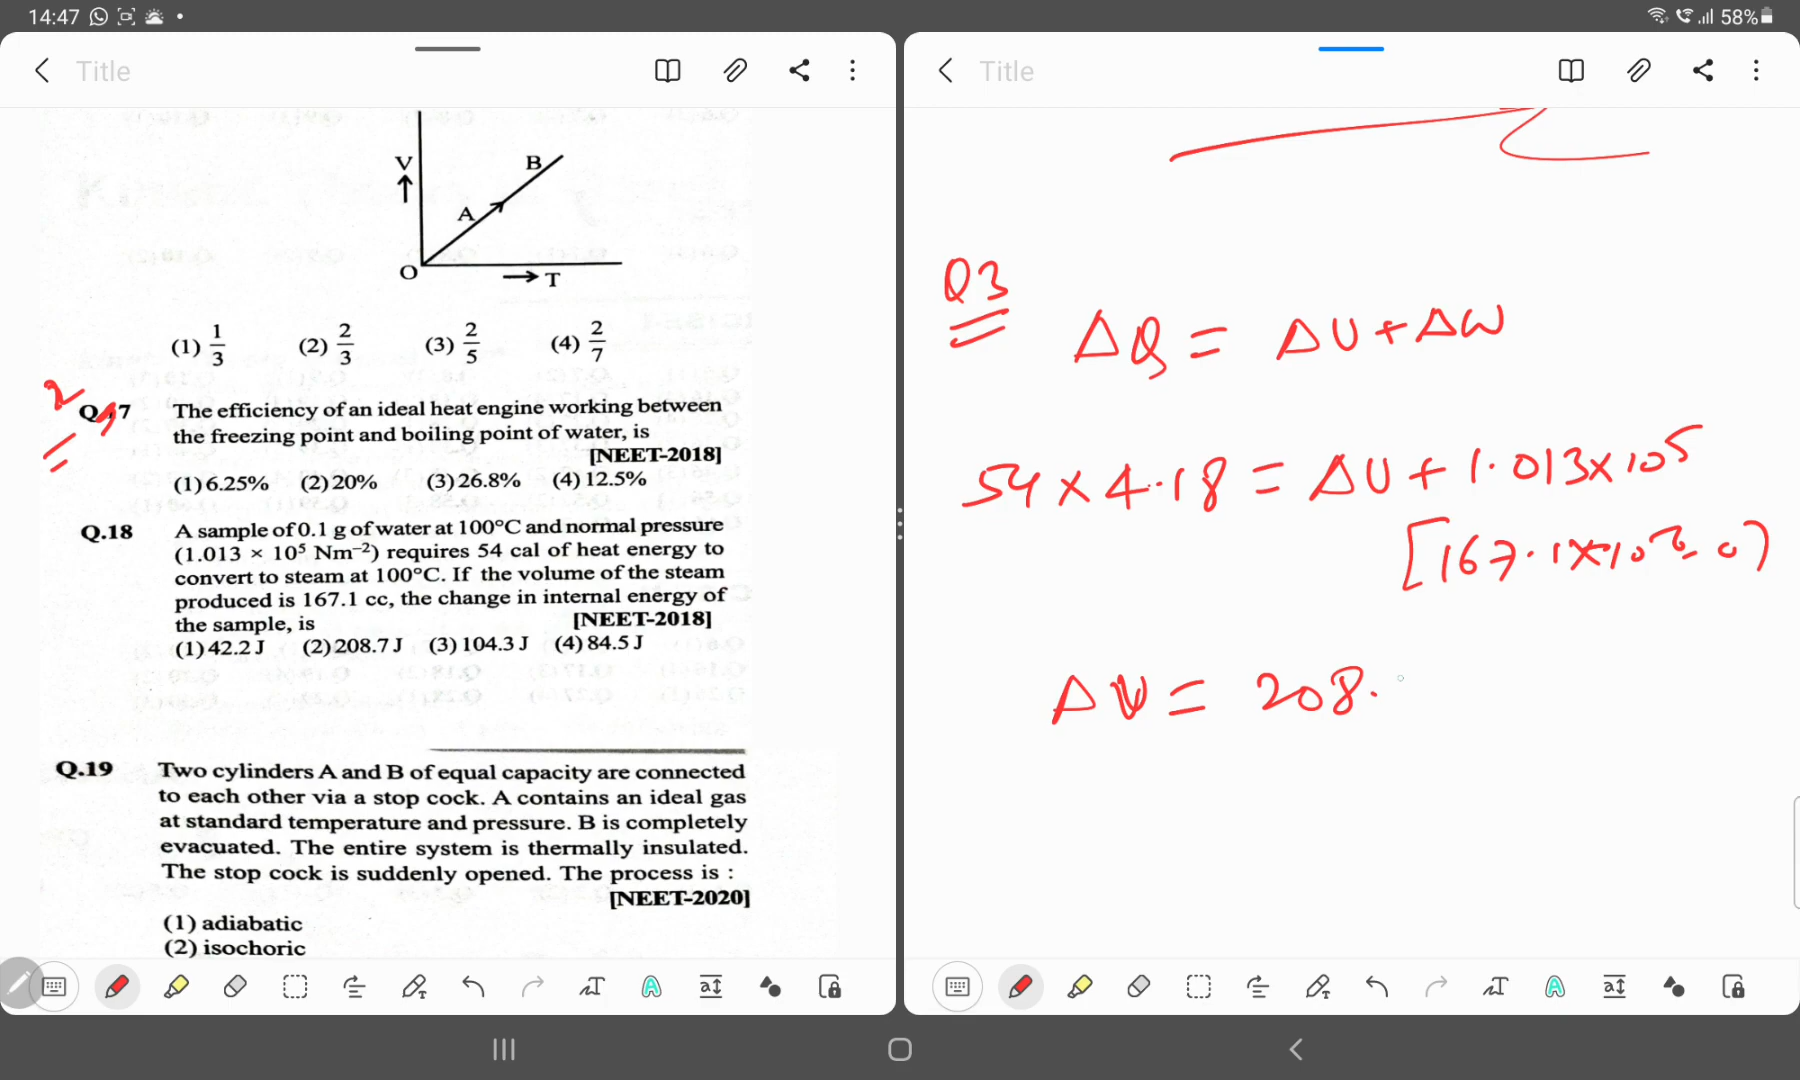 14:47
58%
Title
V
B
A
O
T
(1) 1/3 (2) 2/3 (3) 2/5 (4) 2/7
2
Q.17 The efficiency of an ideal heat engine working between
the freezing point and boiling point of water, is
[NEET-2018]
(1) 6.25% (2) 20% (3) 26.8% (4) 12.5%
Q.18 A sample of 0.1 g of water at 100°C and normal pressure
(1.013 × 10⁵ Nm⁻²) requires 54 cal of heat energy to
convert to steam at 100°C. If the volume of the steam
produced is 167.1 cc, the change in internal energy of
the sample, is [NEET-2018]
(1) 42.2 J (2) 208.7 J (3) 104.3 J (4) 84.5 J
Q.19 Two cylinders A and B of equal capacity are connected
to each other via a stop cock. A contains an ideal gas
at standard temperature and pressure. B is completely
evacuated. The entire system is thermally insulated.
The stop cock is suddenly opened. The process is :
[NEET-2020]
(1) adiabatic
(2) isochoric
Title
Q3
ΔQ = ΔU + ΔW
54 × 4.18 = ΔU + 1.013 × 10⁵
ΔU = 208.